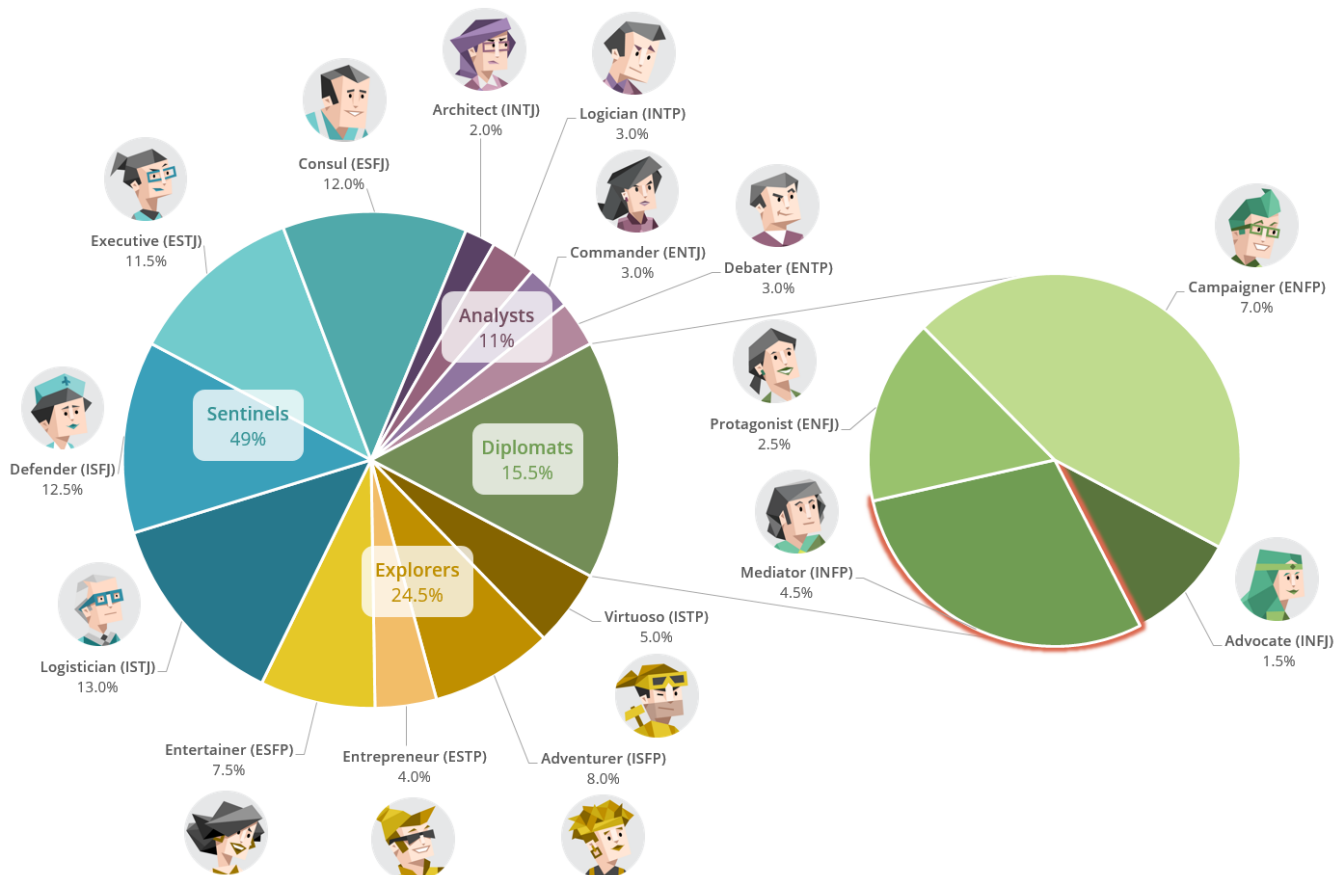 Architect (INTJ)
2.0%
Logician (INTP)
3.0%
Consul (ESFJ)
12.0%
Executive (ESTJ)
11.5%
Commander (ENTJ)
3.0%
Debater (ENTP)
3.0%
Campaigner (ENFP)
7.0%
Analysts
11%
Sentinels
49%
Diplomats
15.5%
Protagonist (ENFJ)
2.5%
Defender (ISFJ)
12.5%
Explorers
24.5%
Mediator (INFP)
4.5%
Virtuoso (ISTP)
5.0%
Advocate (INFJ)
1.5%
Logistician (ISTJ)
13.0%
Entertainer (ESFP)
7.5%
Entrepreneur (ESTP)
4.0%
Adventurer (ISFP)
8.0%